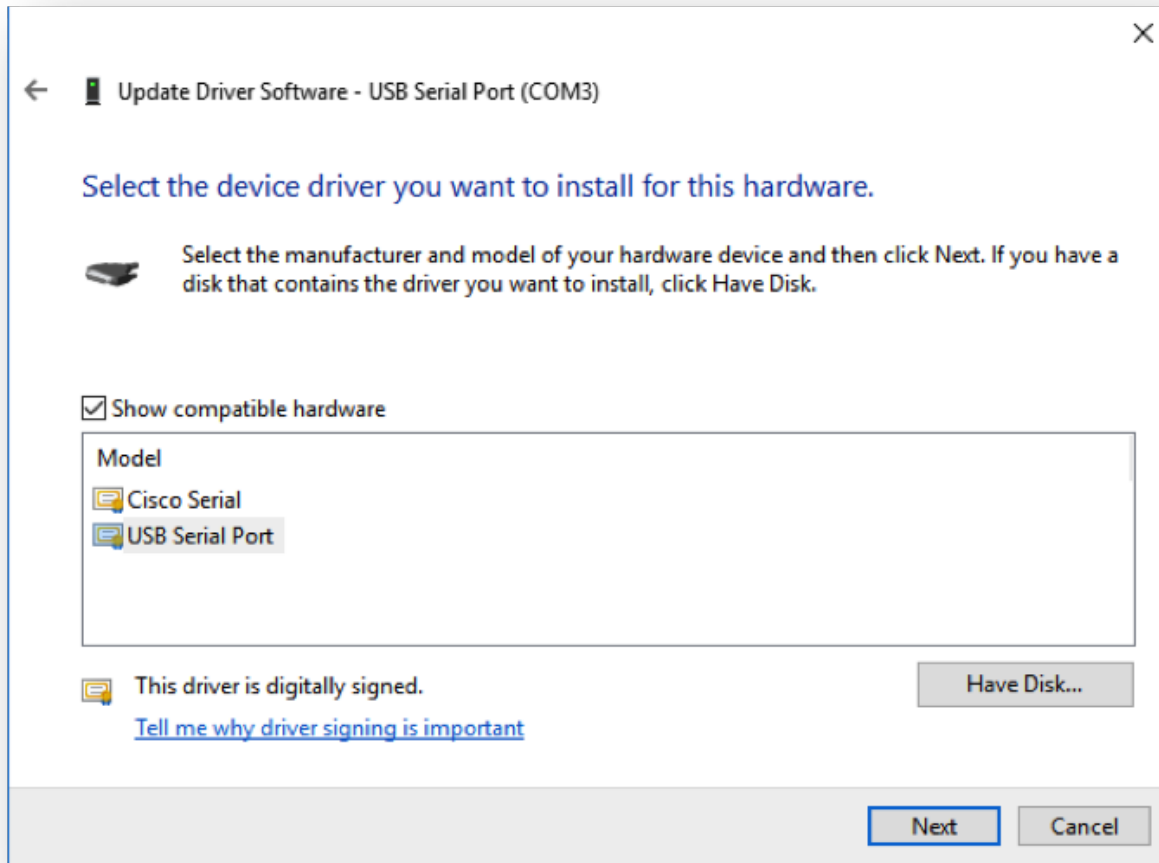 Update Driver Software - USB Serial Port (COM3)
Select the device driver you want to install for this hardware.
Select the manufacturer and model of your hardware device and then click Next. If you have a
disk that contains the driver you want to install, click Have Disk.
Show compatible hardware
Model
Cisco Serial
USB Serial Port
This driver is digitally signed.
Have Disk...
Tell me why driver signing is important
Next
Cancel